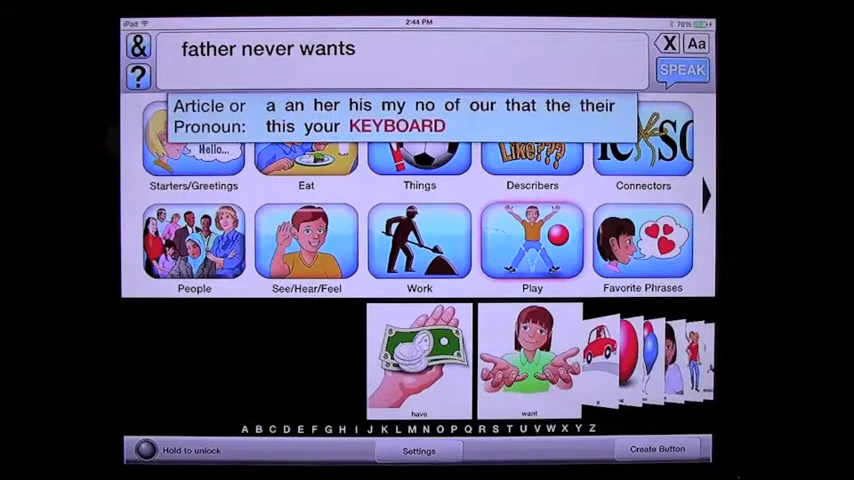 iPad 2:44 PM 70%
& father never wants X Aa
? SPEAK
Article or a an her his my no of our that the their
Pronoun: this your KEYBOARD
Hello... Like???
Starters/Greetings Eat Things Describers Connectors
People See/Hear/Feel Work Play Favorite Phrases
have want
A B C D E F G H I J K L M N O P Q R S T U V W X Y Z
Hold to unlock Settings Create Button